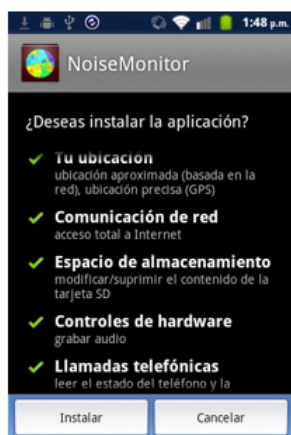 1:48 p.m.
NoiseMonitor
¿Deseas instalar la aplicación?
Tu ubicación
ubicación aproximada (basada en la
red), ubicación precisa (GPS)
Comunicación de red
acceso total a Internet
Espacio de almacenamiento
modificar/suprimir el contenido de la
tarjeta SD
Controles de hardware
grabar audio
Llamadas telefónicas
leer el estado del teléfono y la
Instalar
Cancelar